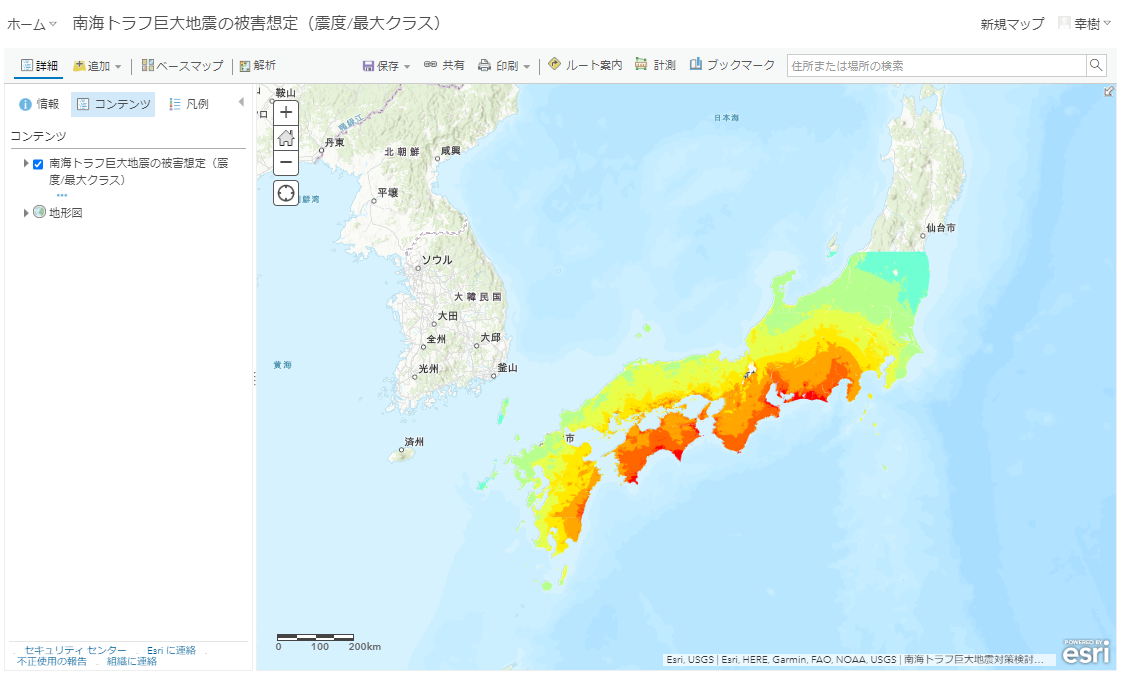 ホーム 南海トラフ巨大地震の被害想定（震度/最大クラス） 新規マップ 幸樹
詳細 追加 ベースマップ 解析 保存 共有 印刷 ルート案内 計測 ブックマーク 住所または場所の検索
情報 コンテンツ 凡例
コンテンツ
南海トラフ巨大地震の被害想定（震
度/最大クラス）
地形図
鞍山
丹東
北朝鮮
咸興
平壌
日本海
仙台市
ソウル
大韓民国
大田
全州
大邱
光州
釜山
黄海
済州
市
0 100 200km
セキュリティ センター Esri に連絡
不正使用の報告 組織に連絡
Esri, USGS | Esri, HERE, Garmin, FAO, NOAA, USGS | 南海トラフ巨大地震対策検討...
POWERED BY
esri